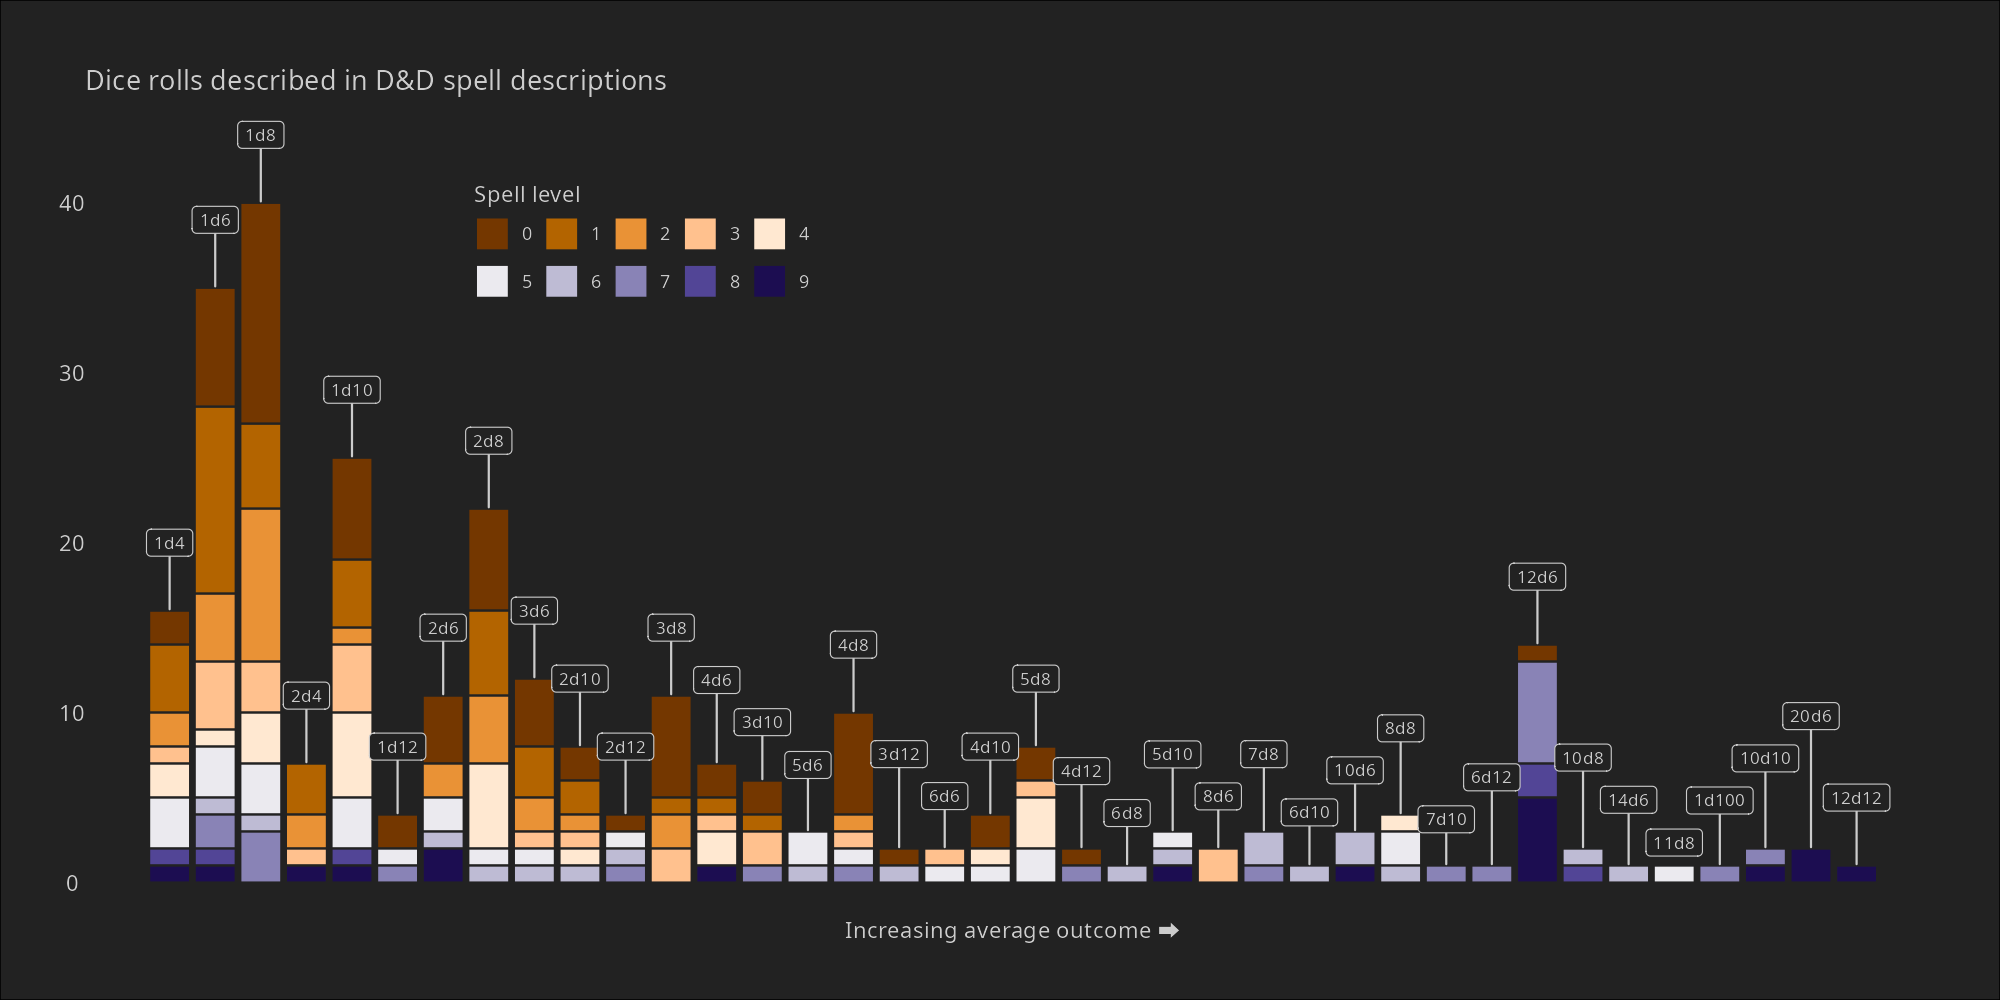 Dice rolls described in D&D spell descriptions
Spell level
0 1 2 3 4
5 6 7 8 9
40
30
20
10
0
1d4
1d6
1d8
2d4
1d10
1d12
2d6
2d8
3d6
2d10
2d12
3d8
4d6
3d10
5d6
4d8
3d12
6d6
4d10
5d8
4d12
6d8
5d10
8d6
7d8
6d10
10d6
8d8
7d10
6d12
12d6
10d8
14d6
11d8
1d100
10d10
20d6
12d12
Increasing average outcome ➡